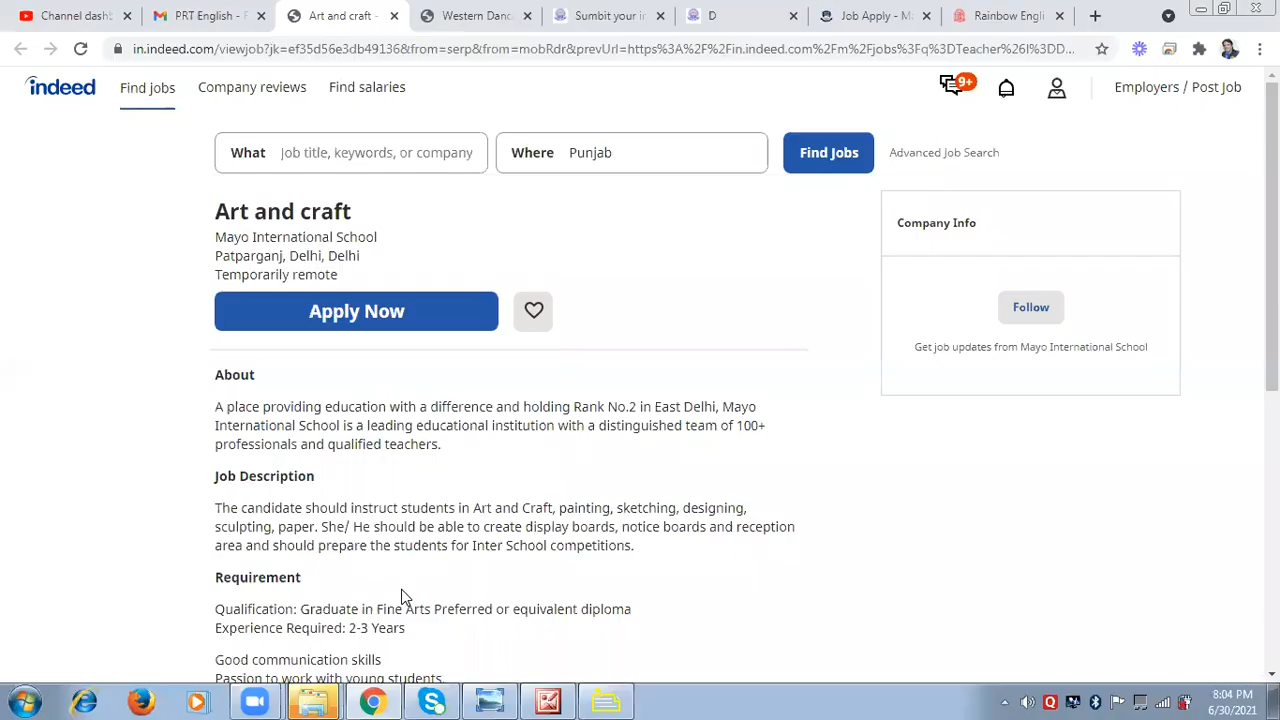 Channel dash
PRT English - F
Art and craft -
Western Danc
Sumbit your in
D
Job Apply - Ma
Rainbow Engli
in.indeed.com/viewjob?jk=ef35d56e3db49136&from=serp&from=mobRdr&prevUrl=https%3A%2F%2Fin.indeed.com%2Fm%2Fjobs%3Fq%3DTeacher%26l%3DD...
indeed
Find jobs
Company reviews
Find salaries
9+
Employers / Post Job
What job title, keywords, or company
Where Punjab
Find Jobs
Advanced Job Search
Art and craft
Mayo International School
Patparganj, Delhi, Delhi
Temporarily remote
Apply Now
Company Info
Follow
Get job updates from Mayo International School
About
A place providing education with a difference and holding Rank No.2 in East Delhi, Mayo
International School is a leading educational institution with a distinguished team of 100+
professionals and qualified teachers.
Job Description
The candidate should instruct students in Art and Craft, painting, sketching, designing,
sculpting, paper. She/ He should be able to create display boards, notice boards and reception
area and should prepare the students for Inter School competitions.
Requirement
Qualification: Graduate in Fine Arts Preferred or equivalent diploma
Experience Required: 2-3 Years
Good communication skills
Passion to work with young students.
8:04 PM
6/30/2021